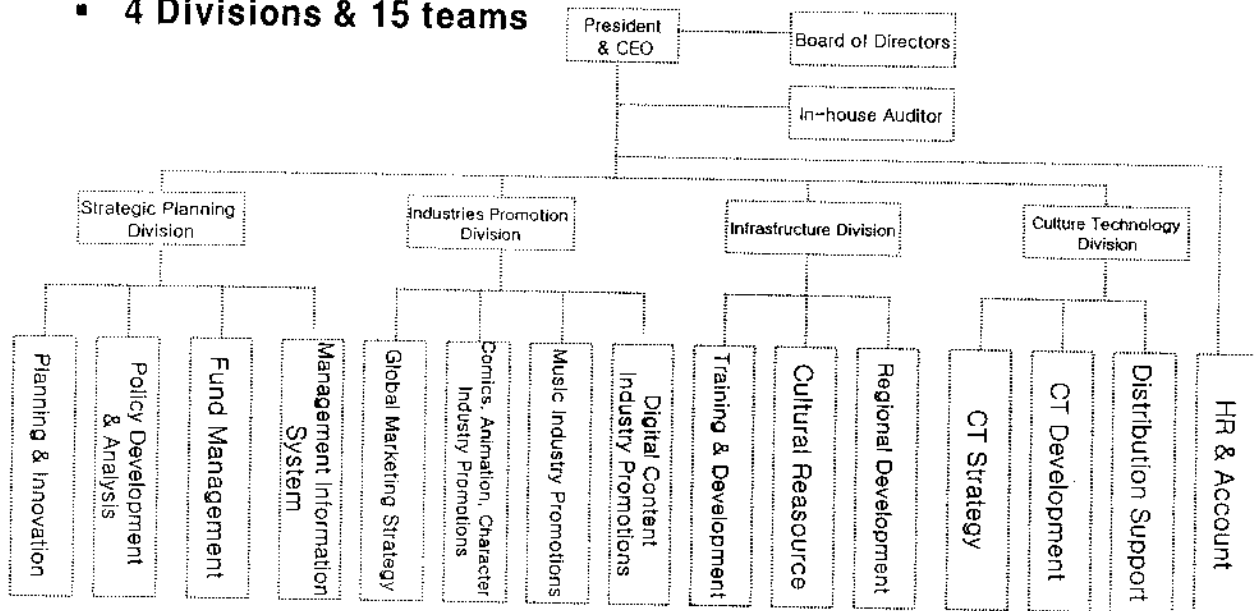 ▪ 4 Divisions & 15 teams
President
& CEO
Board of Directors
In-house Auditor
Strategic Planning
Division
Industries Promotion
Division
Infrastructure Division
Culture Technology
Division
Planning & Innovation
Policy Development
& Analysis
Fund Management
Management Information
System
Global Marketing Strategy
Comics, Animation, Character
Industry Promotions
Music Industry Promotions
Digital Content
Industry Promotions
Training & Development
Cultural Reasource
Regional Development
CT Strategy
CT Development
Distribution Support
HR & Account